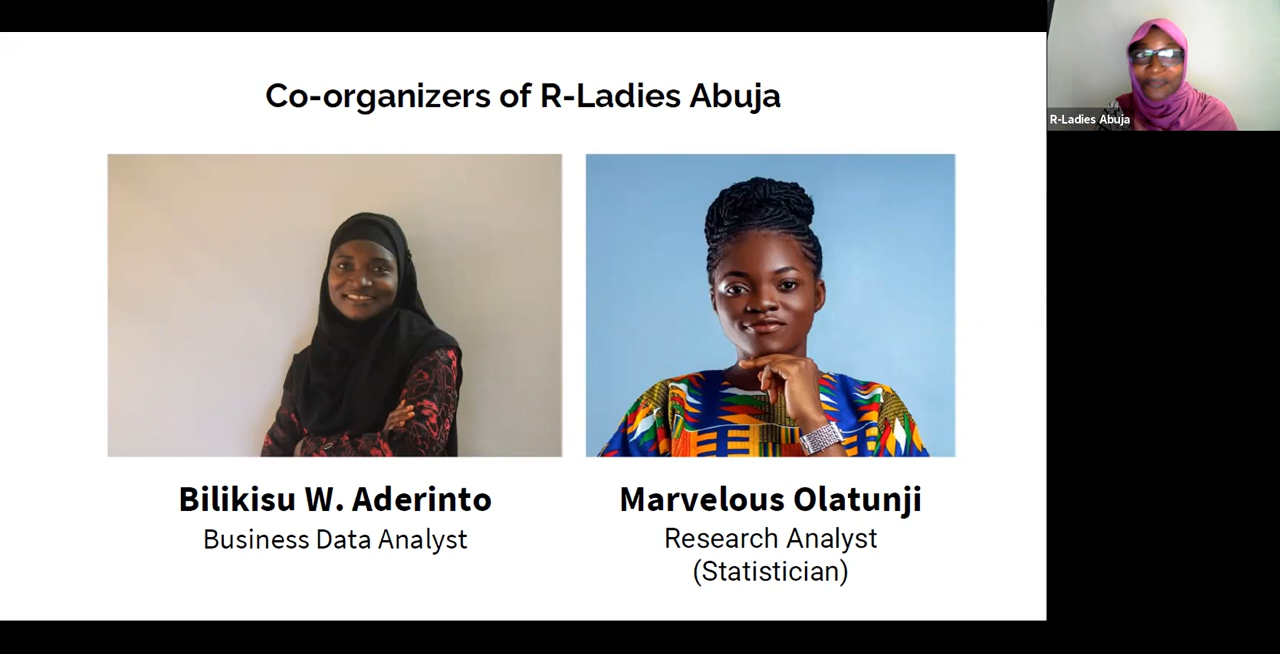 Co-organizers of R-Ladies Abuja
R-Ladies Abuja
Bilikisu W. Aderinto
Business Data Analyst
Marvelous Olatunji
Research Analyst
(Statistician)